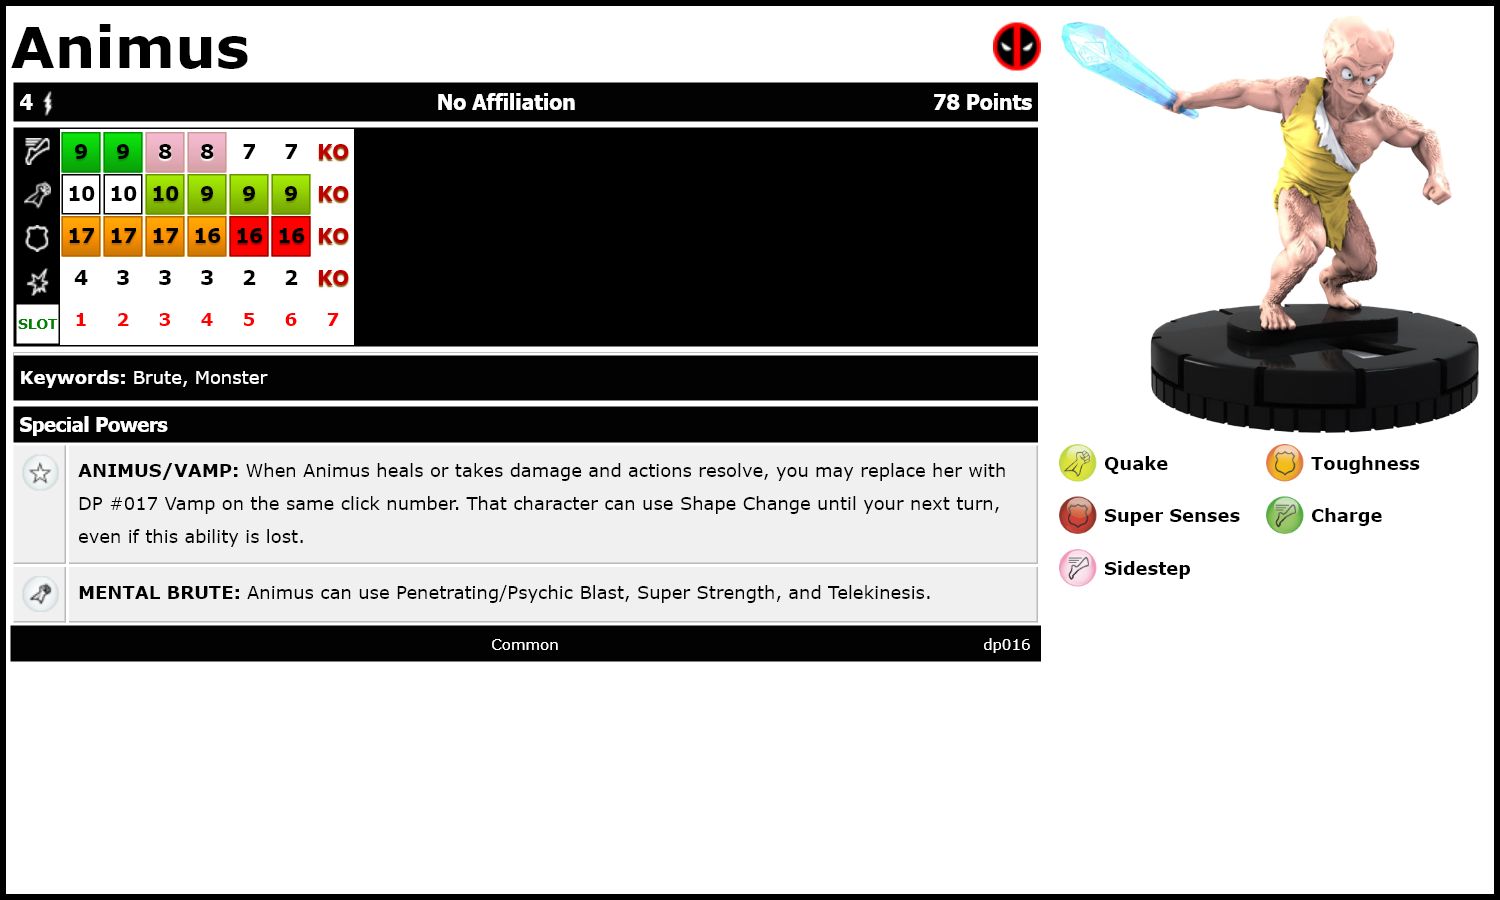 Animus
4 No Affiliation 78 Points
9 9 8 8 7 7 KO
10 10 10 9 9 9 KO
17 17 17 16 16 16 KO
4 3 3 3 2 2 KO
SLOT 1 2 3 4 5 6 7
Keywords: Brute, Monster
Special Powers
ANIMUS/VAMP: When Animus heals or takes damage and actions resolve, you may replace her with
DP #017 Vamp on the same click number. That character can use Shape Change until your next turn,
even if this ability is lost.
MENTAL BRUTE: Animus can use Penetrating/Psychic Blast, Super Strength, and Telekinesis.
Common dp016
Quake Toughness
Super Senses Charge
Sidestep